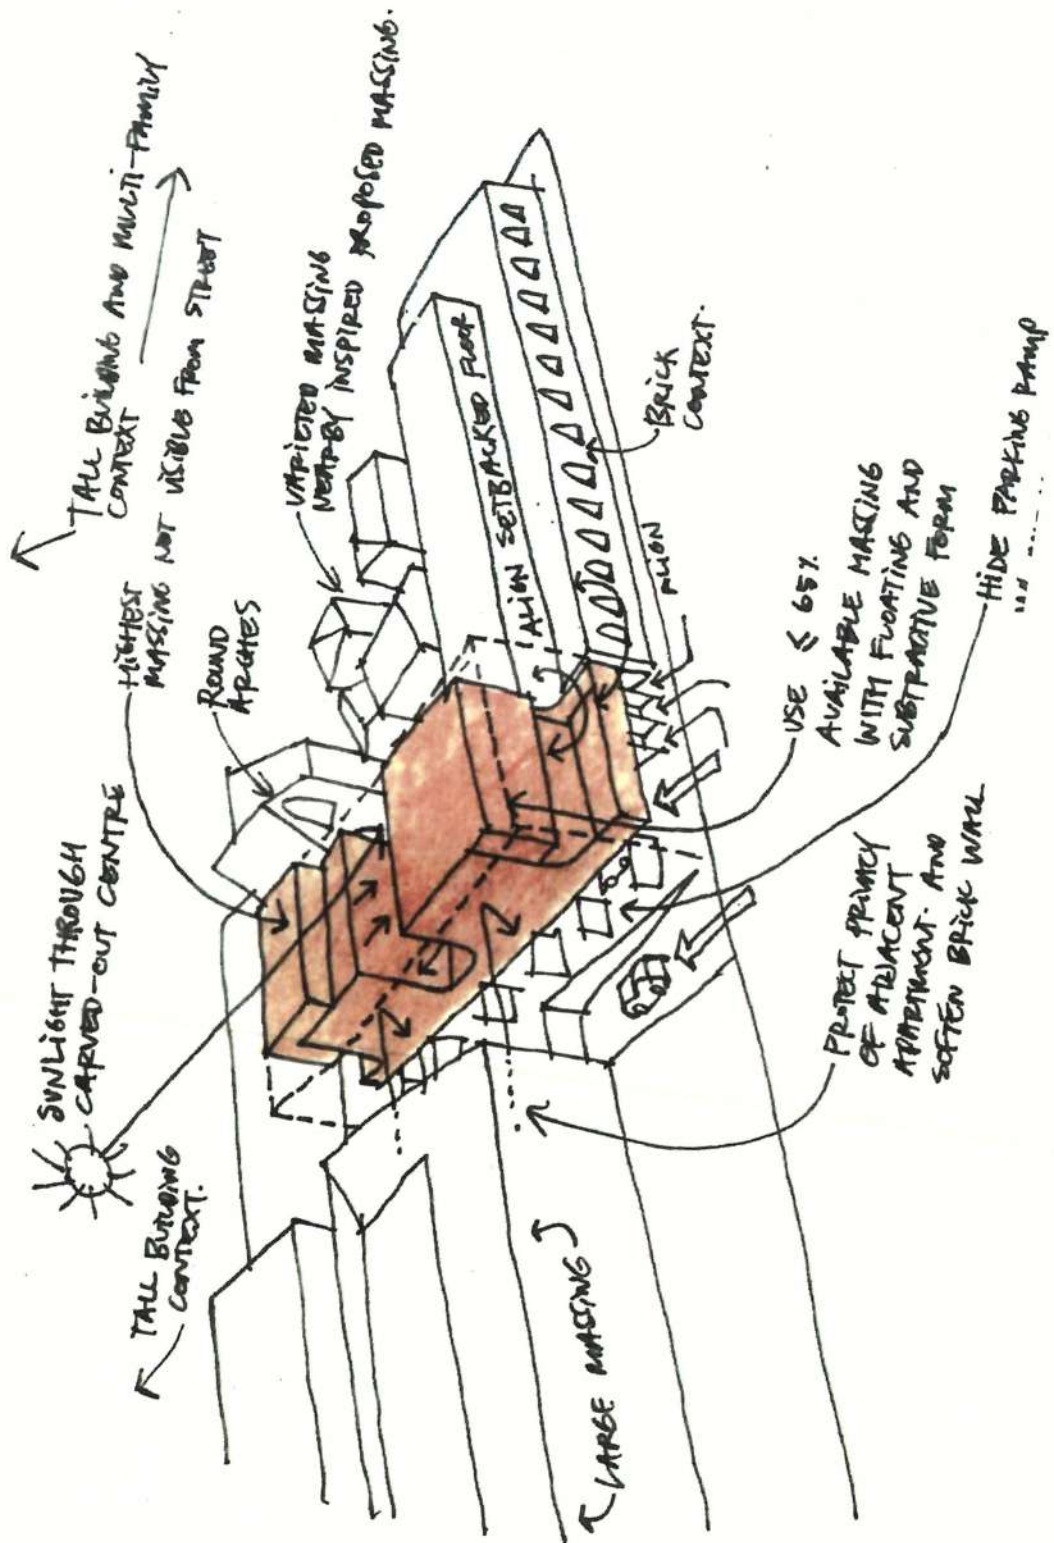 SUNLIGHT THROUGH
CARVED-OUT CENTRE
TALL BUILDING
CONTEXT.
HIGHEST
MASSING NOT VISIBLE FROM STREET
ROUND
ARCHES
TALL BUILDING AND MULTI-FAMILY
CONTEXT
VARIETED MASSING
NEARBY INSPIRED PROPOSED MASSING.
ALIGN SETBACKED FLOOR
BRICK
CONTEXT.
ALIGN
LARGE MASSING
USE ≤ 65%
AVAILABLE MASSING
WITH FLOATING AND
SUBTRACTIVE FORM
PROTECT PRIVACY
OF ADJACENT
APARTMENT. AND
SOFTEN BRICK WALL
HIDE PARKING RAMP